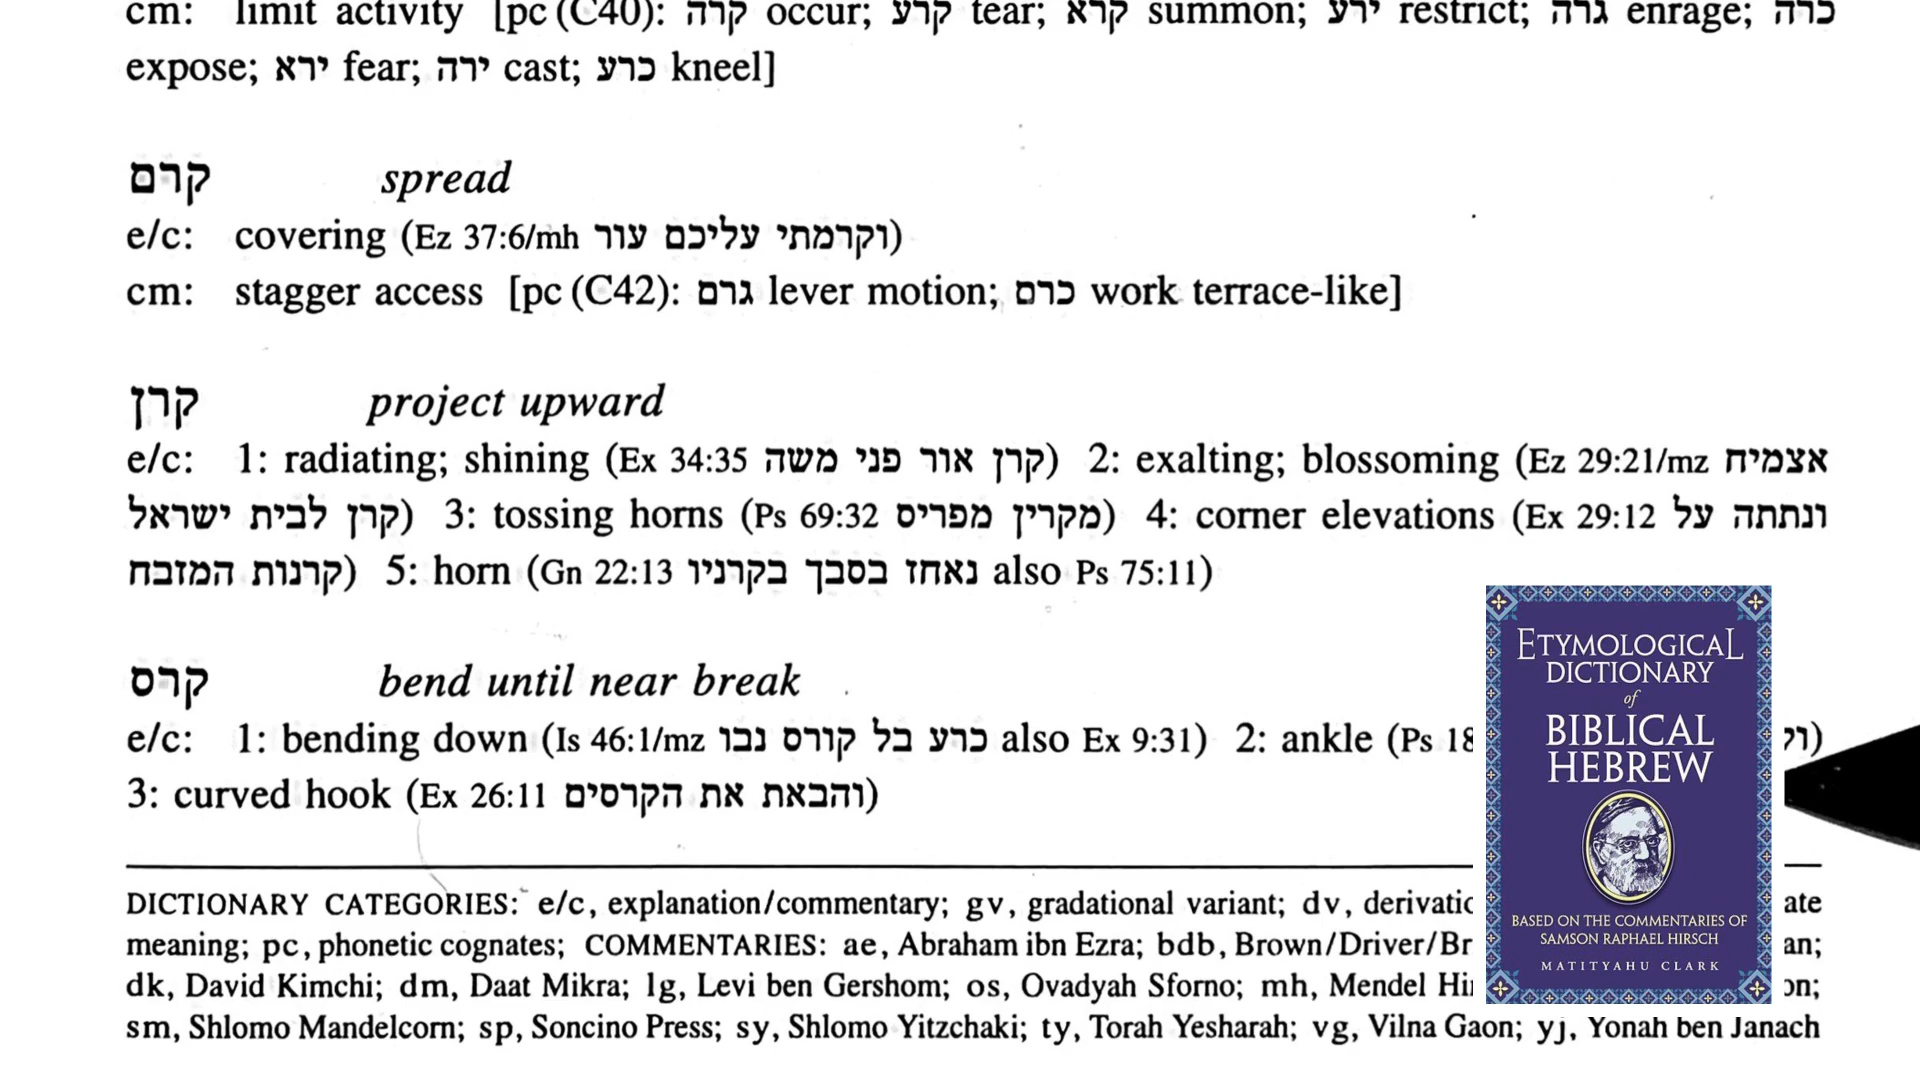 cm: limit activity [pc (C40): קרה occur; קרע tear; קרא summon; ירע restrict; גרה enrage; כרה
expose; ירא fear; ירה cast; כרע kneel]
קרם spread
e/c: covering (Ez 37:6/mh וקרמתי עליכם עור)
cm: stagger access [pc (C42): גרם lever motion; כרם work terrace-like]
קרן project upward
e/c: 1: radiating; shining (Ex 34:35 קרן אור פני משה) 2: exalting; blossoming (Ez 29:21/mz אצמיח
קרן לבית ישראל) 3: tossing horns (Ps 69:32 מקרין מפריס) 4: corner elevations (Ex 29:12 ונתתה על
קרנות המזבח) 5: horn (Gn 22:13 נאחז בסבך בקרניו also Ps 75:11)
קרס bend until near break
e/c: 1: bending down (Is 46:1/mz כרע בל קורס נבו also Ex 9:31) 2: ankle (Ps 18
3: curved hook (Ex 26:11 והבאת את הקרסים)
DICTIONARY CATEGORIES: e/c, explanation/commentary; gv, gradational variant; dv,
meaning; pc, phonetic cognates; COMMENTARIES: ae, Abraham ibn Ezra; bdb, Brown/Driver/
dk, David Kimchi; dm, Daat Mikra; lg, Levi ben Gershom; os, Ovadyah Sforno; mh, Mendel
sm, Shlomo Mandelcorn; sp, Soncino Press; sy, Shlomo Yitzchaki; ty, Torah Yesharah; vg, Vilna Gaon; yj, Yonah ben Janach
ETYMOLOGICAL
DICTIONARY
of
BIBLICAL
HEBREW
BASED ON THE COMMENTARIES OF
SAMSON RAPHAEL HIRSCH
MATITYAHU CLARK